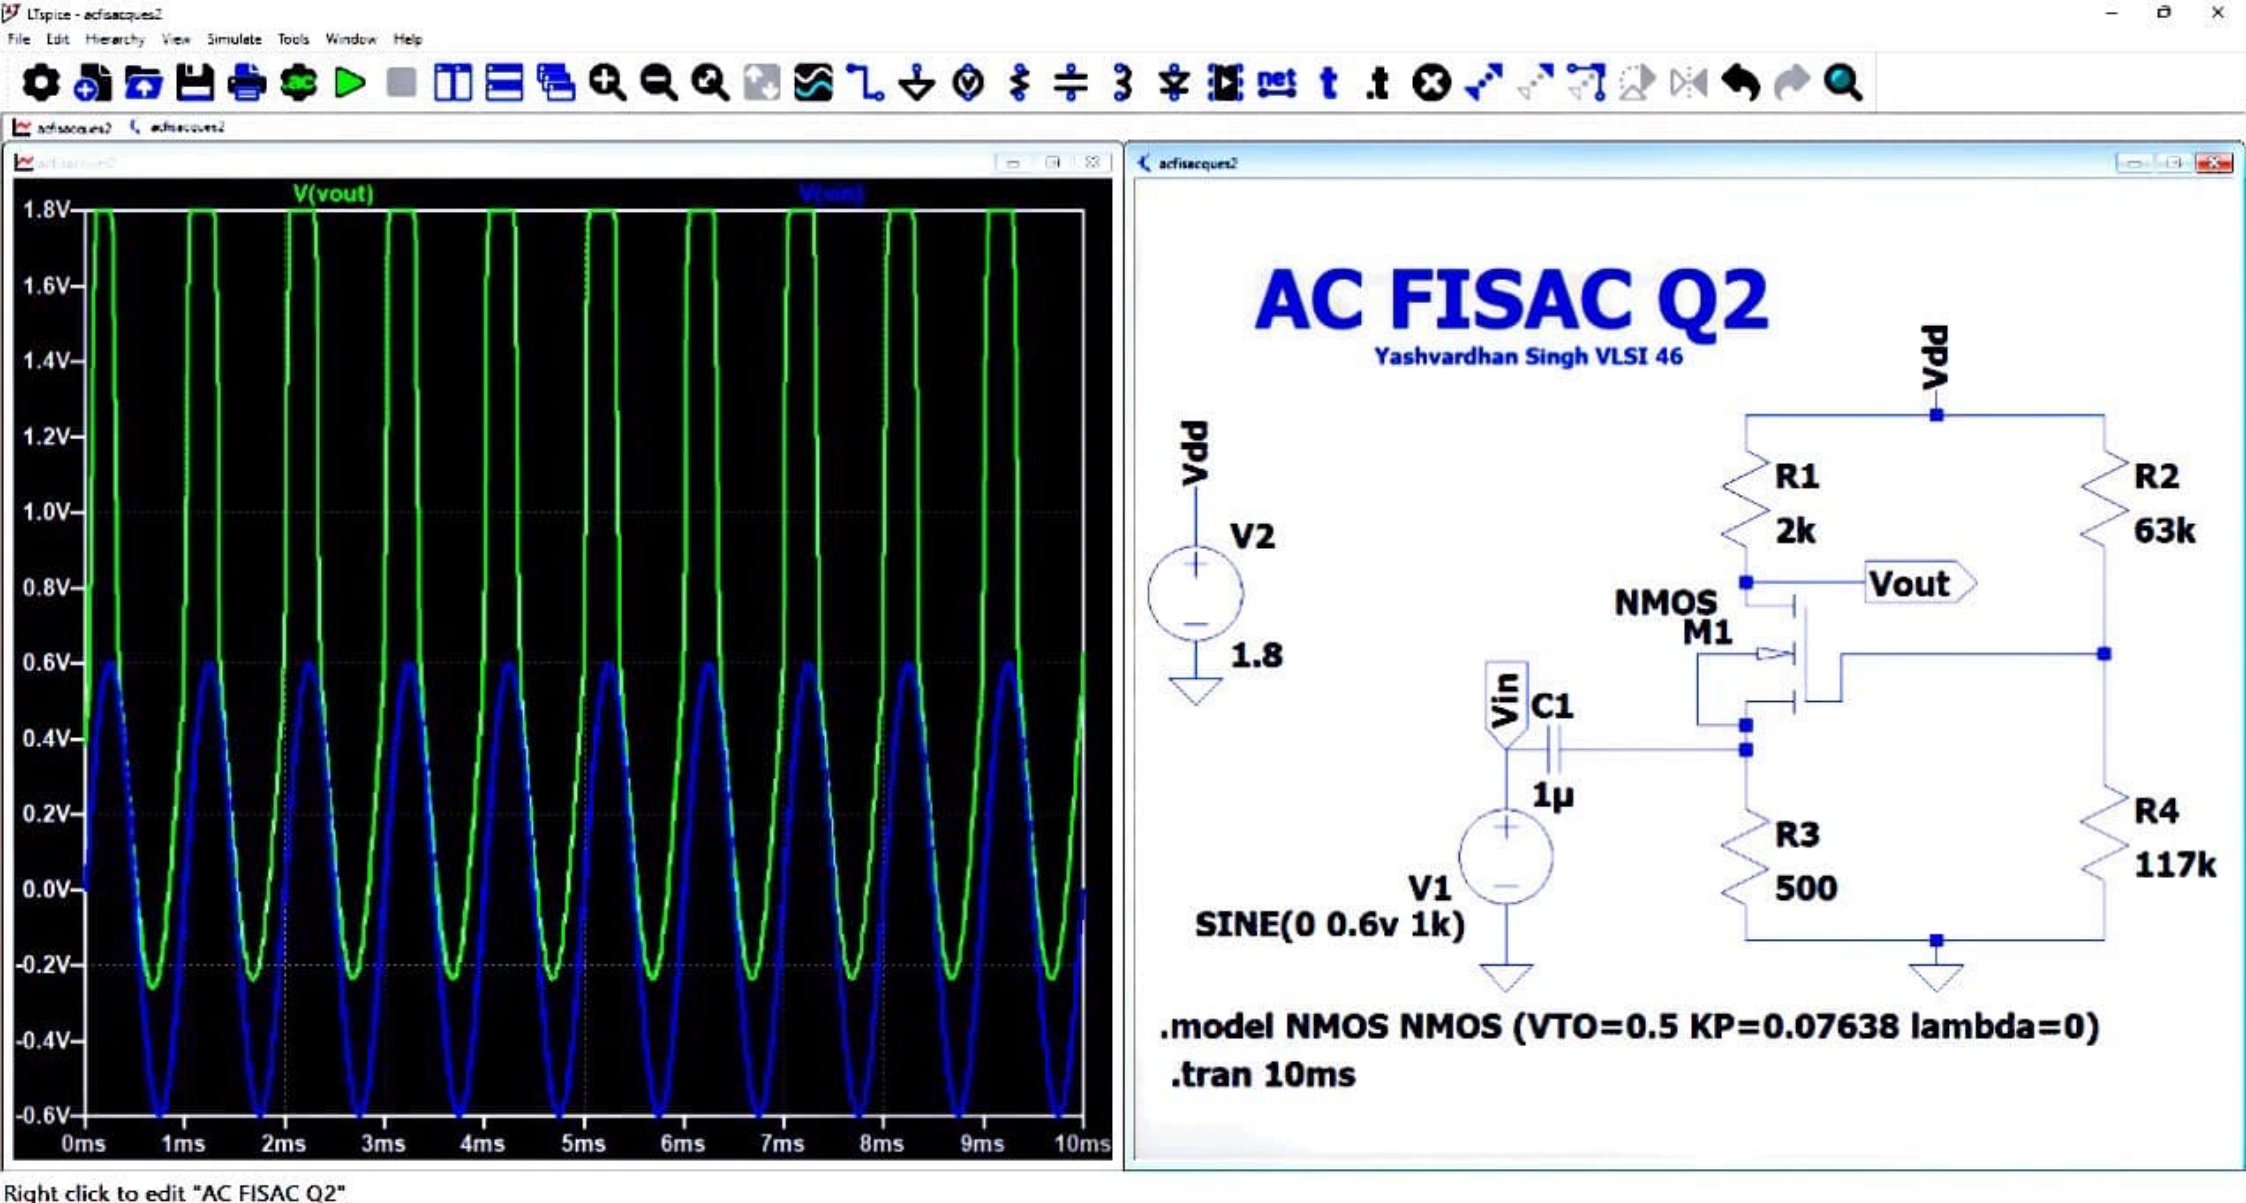 LTspice - acfisacques2
File Edit Hierarchy View Simulate Tools Window Help
ac
net t .t
acfisacques2 acfisacques2
acfisacques2
V(vout) V(vin)
1.8V
1.6V
1.4V
1.2V
1.0V
0.8V
0.6V
0.4V
0.2V
0.0V
-0.2V
-0.4V
-0.6V
0ms 1ms 2ms 3ms 4ms 5ms 6ms 7ms 8ms 9ms 10ms
acfisacques2
AC FISAC Q2
Yashvardhan Singh VLSI 46
Vdd
Vdd
V2
1.8
R1
2k
R2
63k
Vout
NMOS
M1
Vin
C1
1µ
V1
SINE(0 0.6v 1k)
R3
500
R4
117k
.model NMOS NMOS (VTO=0.5 KP=0.07638 lambda=0)
.tran 10ms
Right click to edit "AC FISAC Q2"